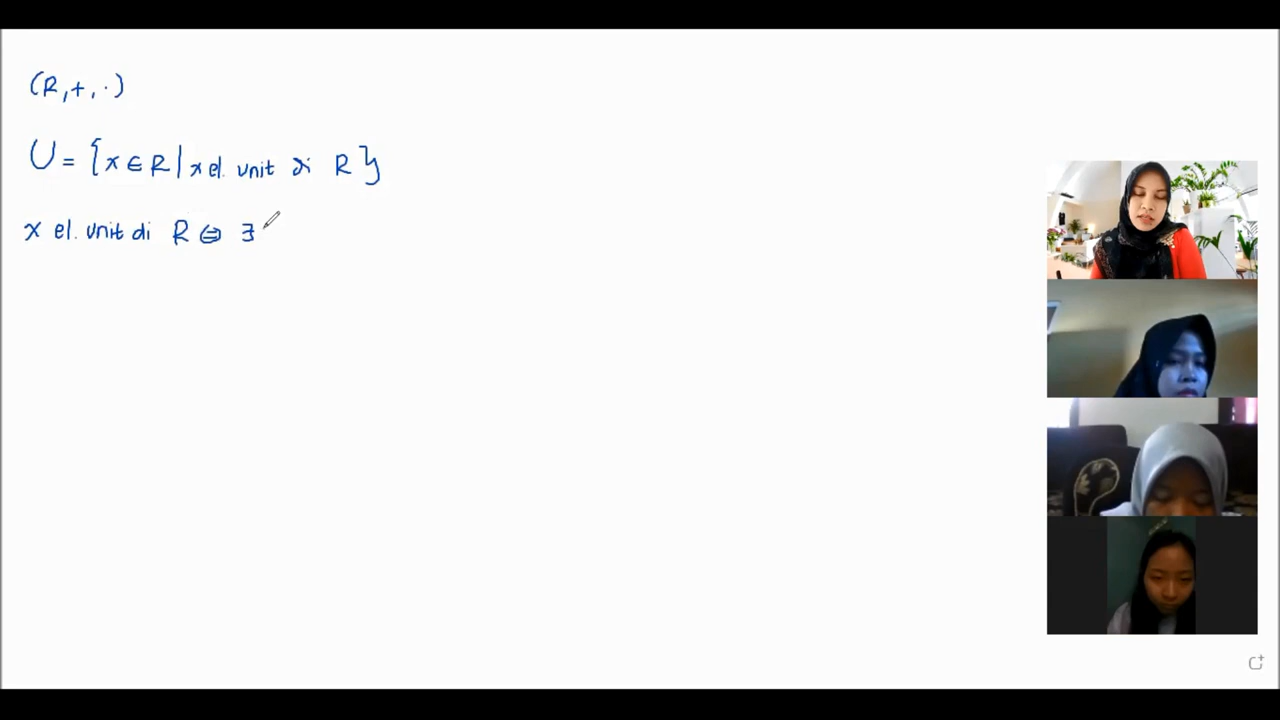 (R, +, ·)
U = {x ∈ R | x el. unit di R}
x el. unit di R ⇔ ∃